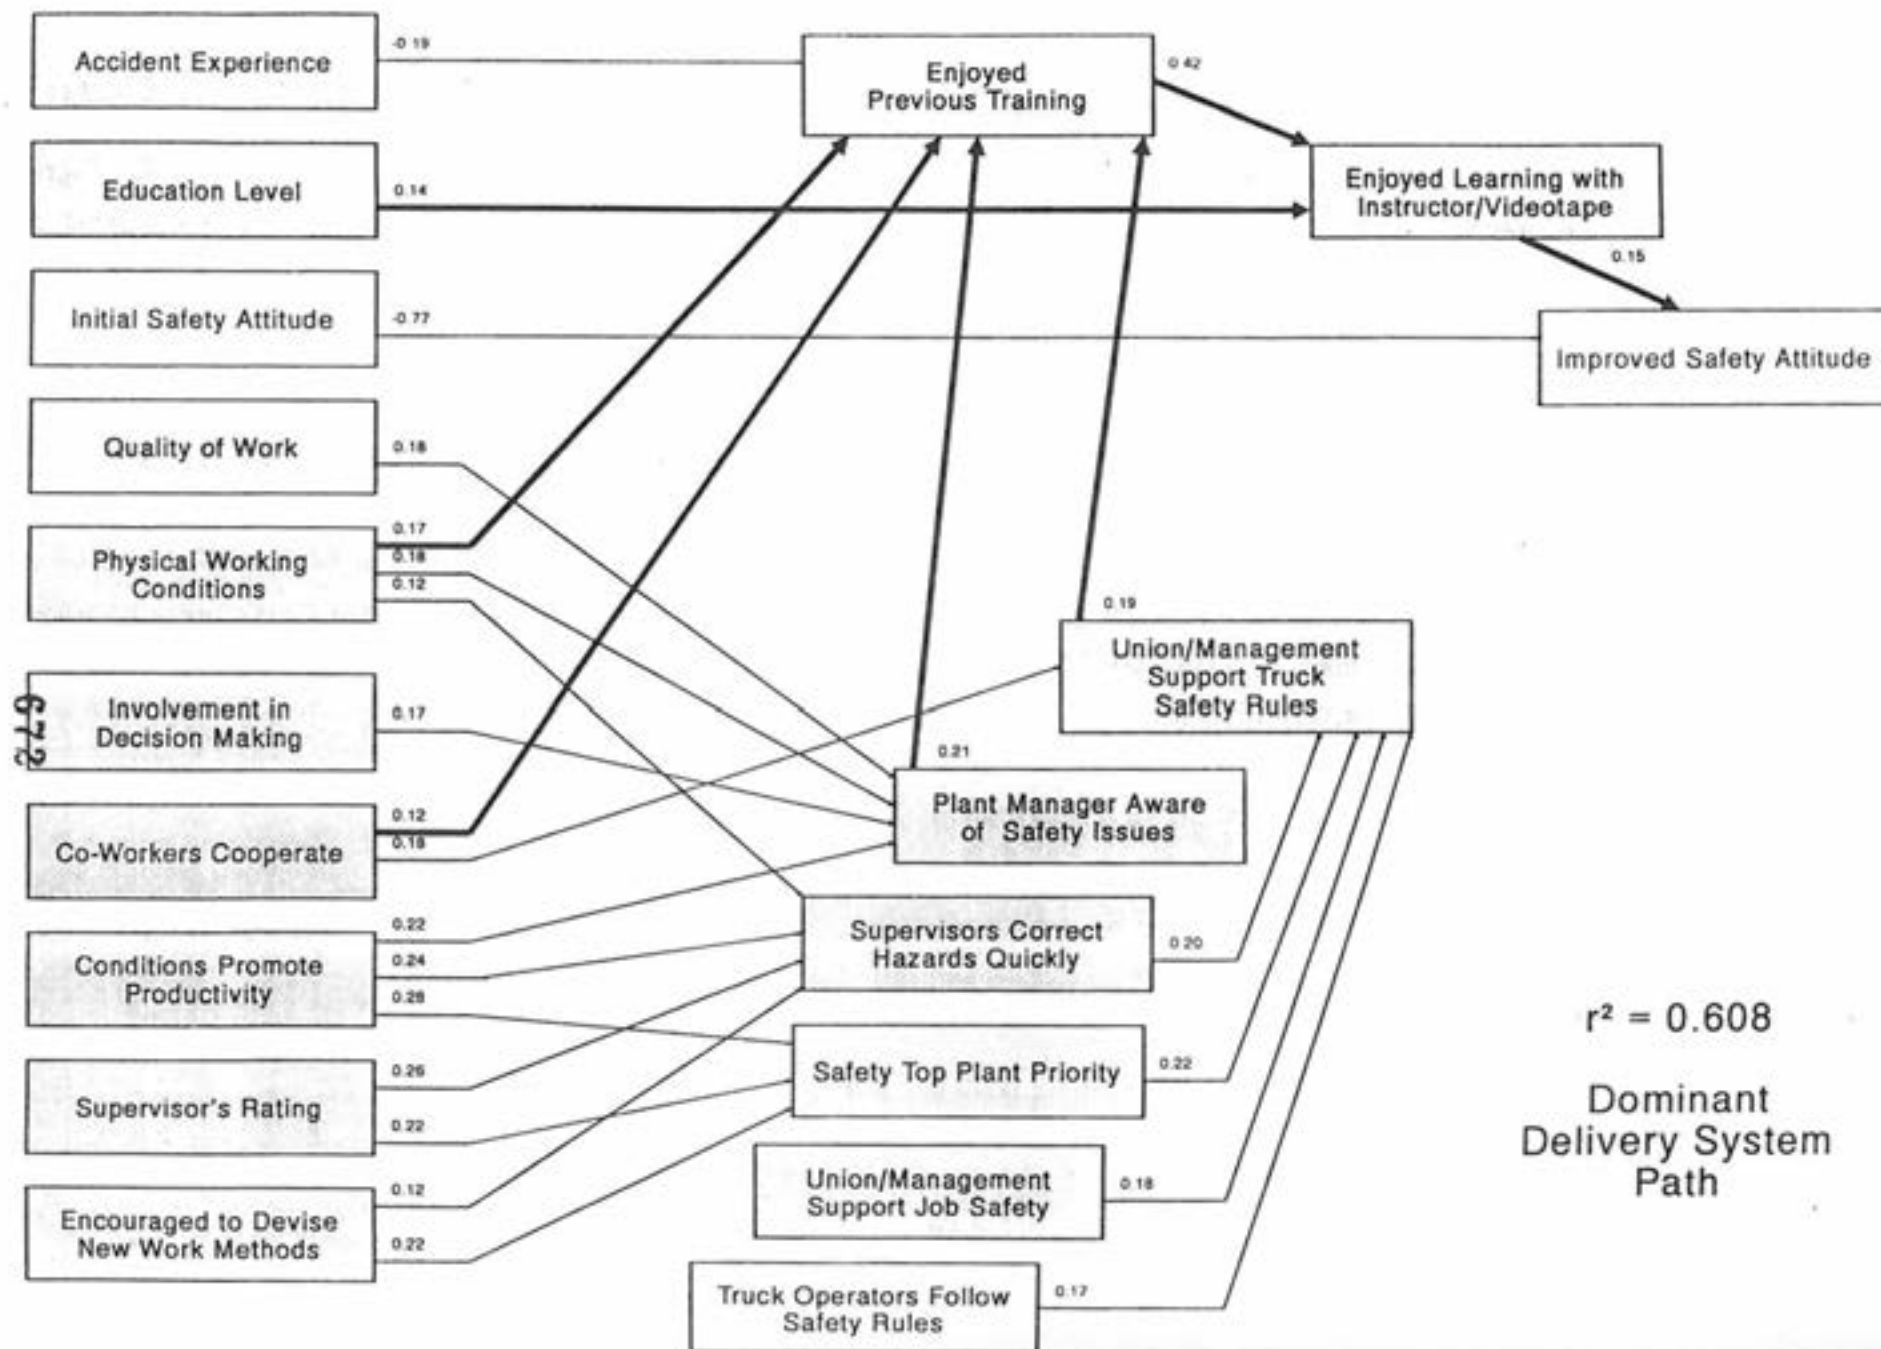 Accident Experience
-0 19
Enjoyed
Previous Training
0 42
Education Level
0.14
Enjoyed Learning with
Instructor/Videotape
0.15
Initial Safety Attitude
-0.77
Improved Safety Attitude
Quality of Work
0.18
Physical Working
Conditions
0.17
0.18
0.12
0.19
Union/Management
Support Truck
Safety Rules
672
Involvement in
Decision Making
0.17
0.21
Plant Manager Aware
of Safety Issues
Co-Workers Cooperate
0.12
0.18
Conditions Promote
Productivity
0.22
0.24
0.28
Supervisors Correct
Hazards Quickly
0.20
Supervisor's Rating
0.26
0.22
Safety Top Plant Priority
0.22
Encouraged to Devise
New Work Methods
0.12
0.22
Union/Management
Support Job Safety
0.18
Truck Operators Follow
Safety Rules
0.17
r² = 0.608
Dominant
Delivery System
Path